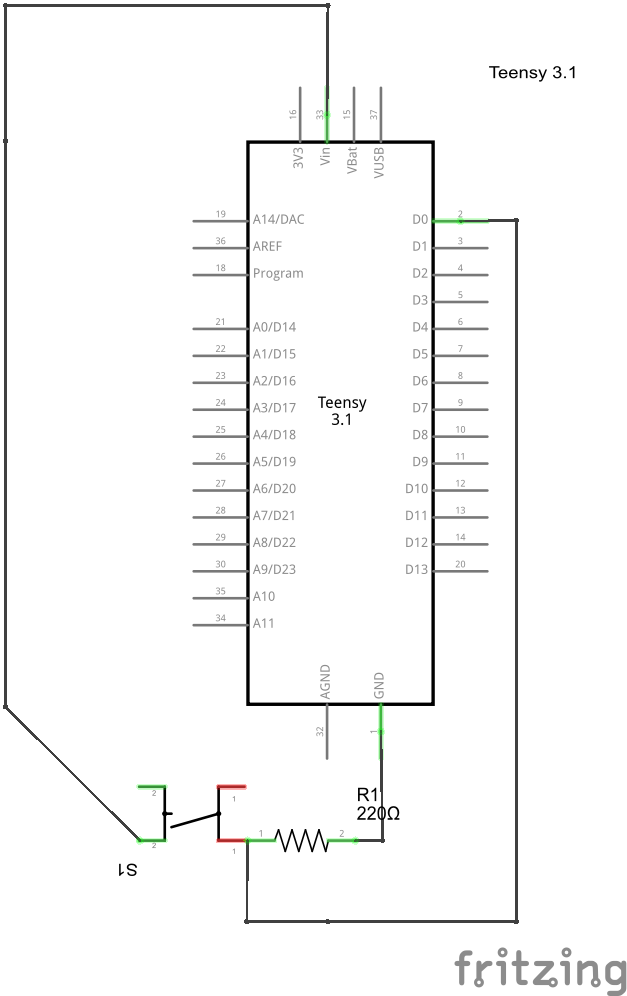 Teensy 3.1
16
33
15
37
3V3
Vin
VBat
VUSB
19 A14/DAC D0 2
36 AREF D1 3
18 Program D2 4
D3 5
21 A0/D14 D4 6
22 A1/D15 D5 7
23 A2/D16 D6 8
24 A3/D17 D7 9
Teensy
3.1
25 A4/D18 D8 10
26 A5/D19 D9 11
27 A6/D20 D10 12
28 A7/D21 D11 13
29 A8/D22 D12 14
30 A9/D23 D13 20
35 A10
34 A11
AGND
GND
32
1
R1
220Ω
2
1
1
2
2
1
S1
fritzing